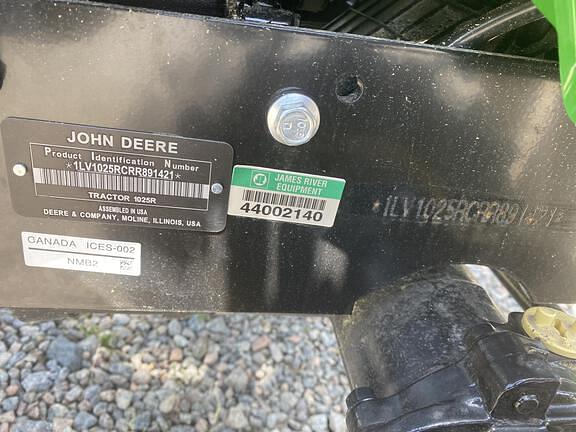 JOHN DEERE
Product Identification Number
*1LV1025RCRR891421*
TRACTOR 1025R
ASSEMBLED IN USA
DEERE & COMPANY, MOLINE, ILLINOIS, USA
JAMES RIVER
EQUIPMENT
44002140
CANADA ICES-002
NMB2
*1LV1025RCRR891421*